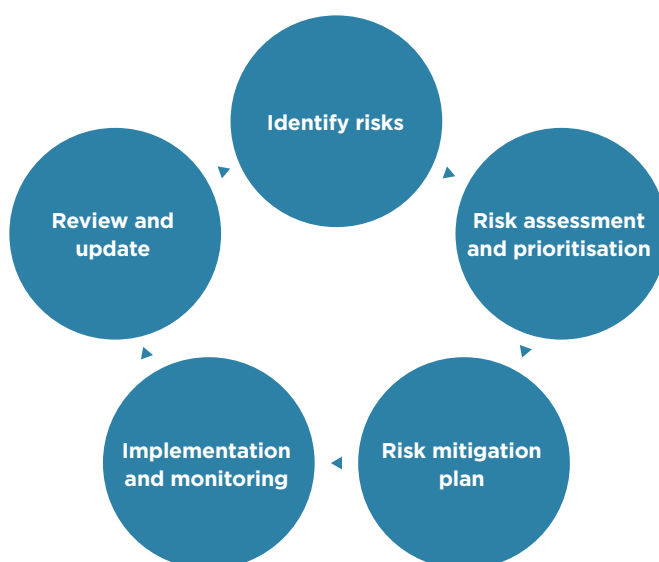 Identify risks
Risk assessment
and prioritisation
Risk mitigation
plan
Implementation
and monitoring
Review and
update